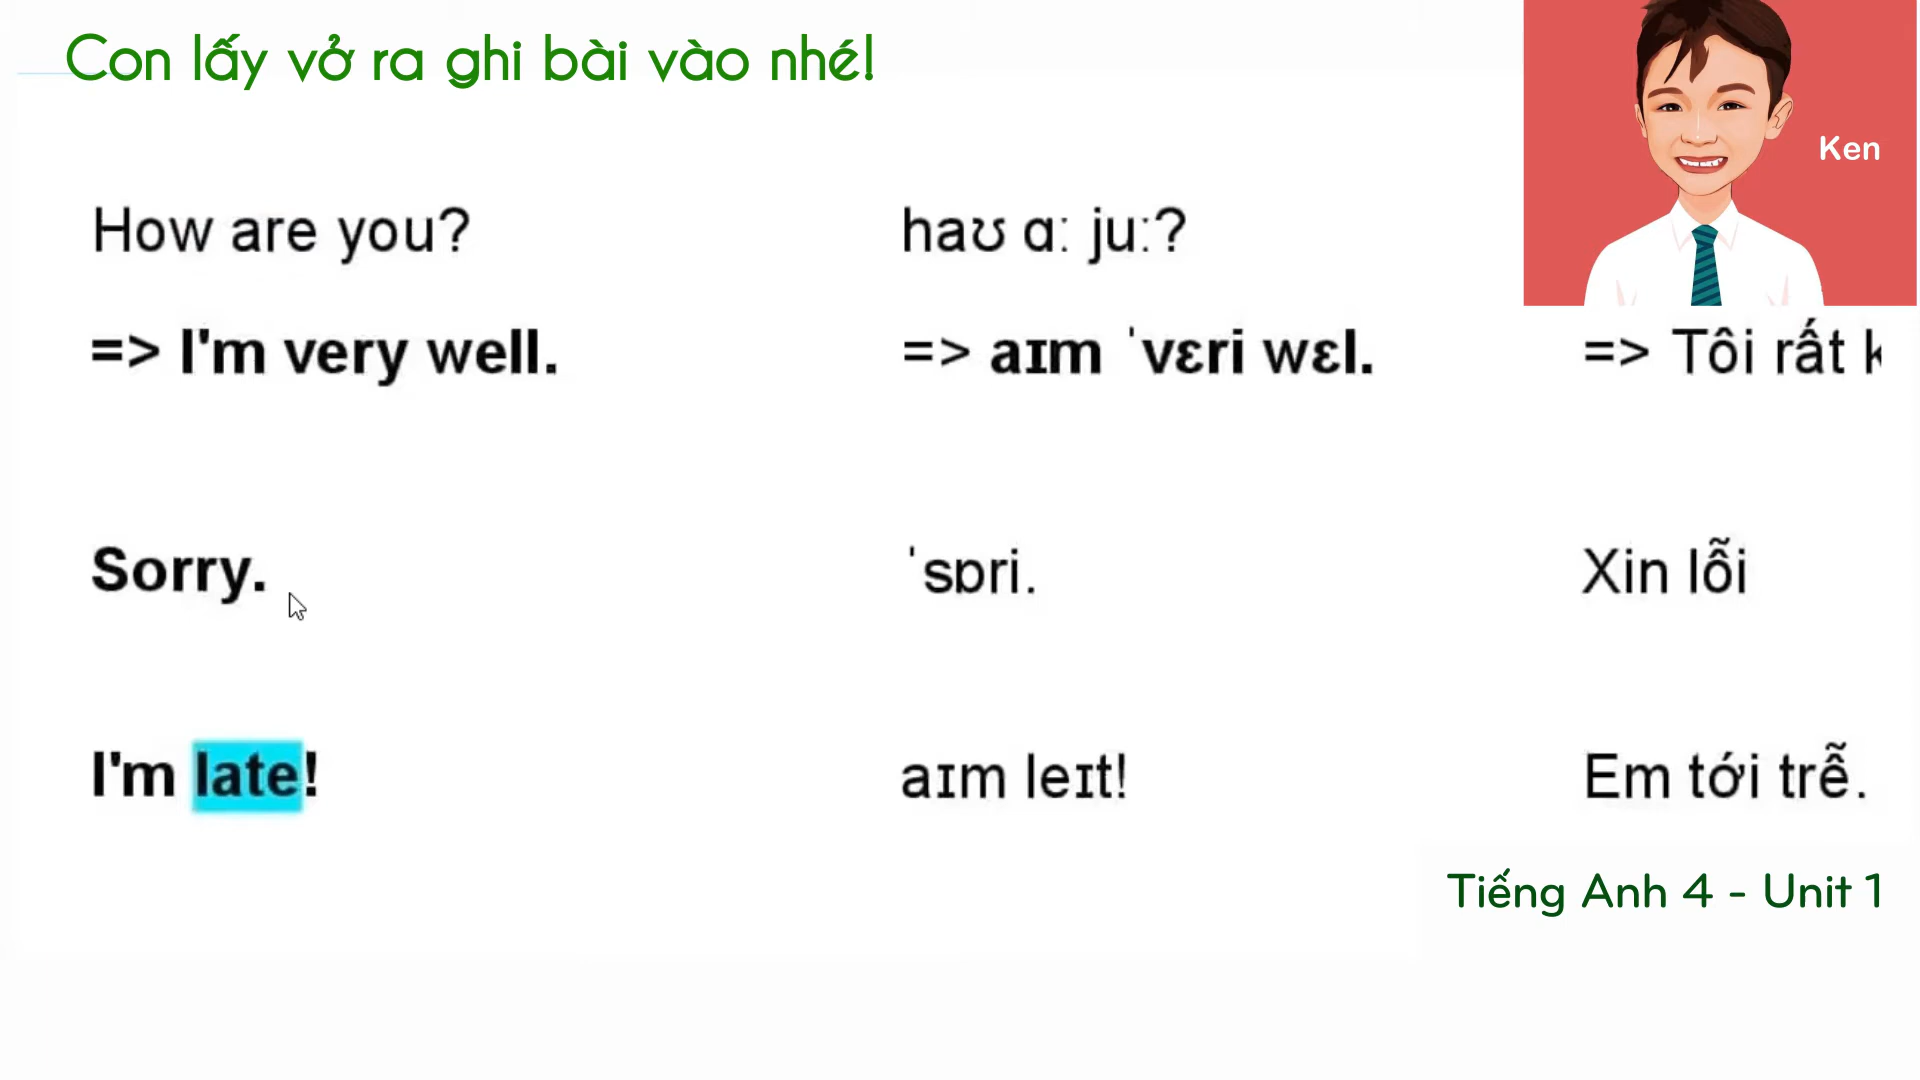 Con lấy vở ra ghi bài vào nhé!
Ken
How are you? haʊ ɑː juː?
=> I'm very well. => aɪm ˈvɛri wɛl. => Tôi rất
Sorry. ˈsɒri. Xin lỗi
I'm late! aɪm leɪt! Em tới trễ.
Tiếng Anh 4 - Unit 1